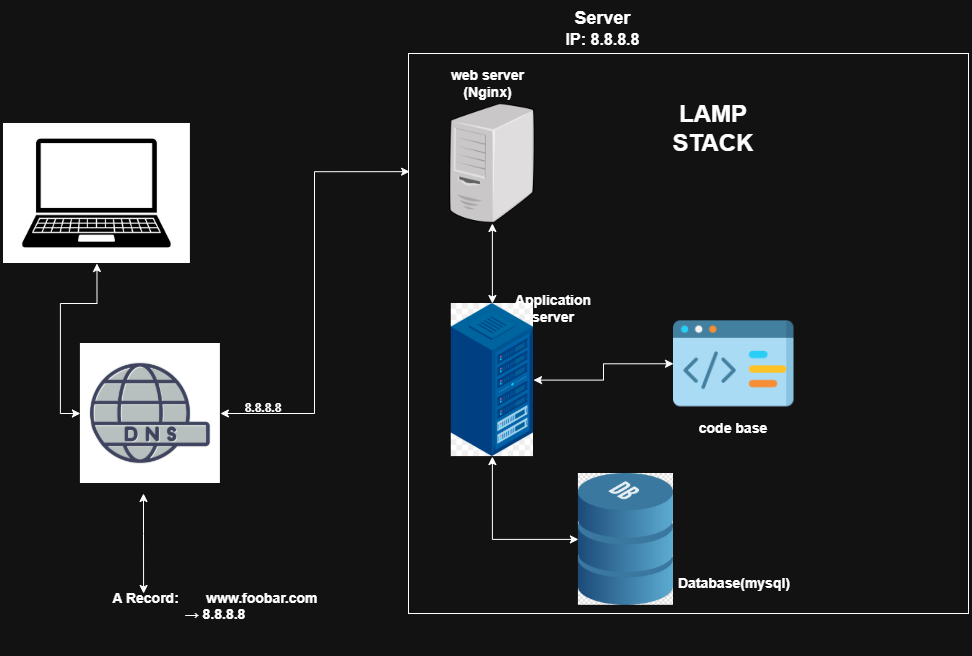 Server
IP: 8.8.8.8
web server
(Nginx)
LAMP
STACK
Application
server
</>
code base
DNS
8.8.8.8
DB
Database(mysql)
A Record: www.foobar.com
→ 8.8.8.8